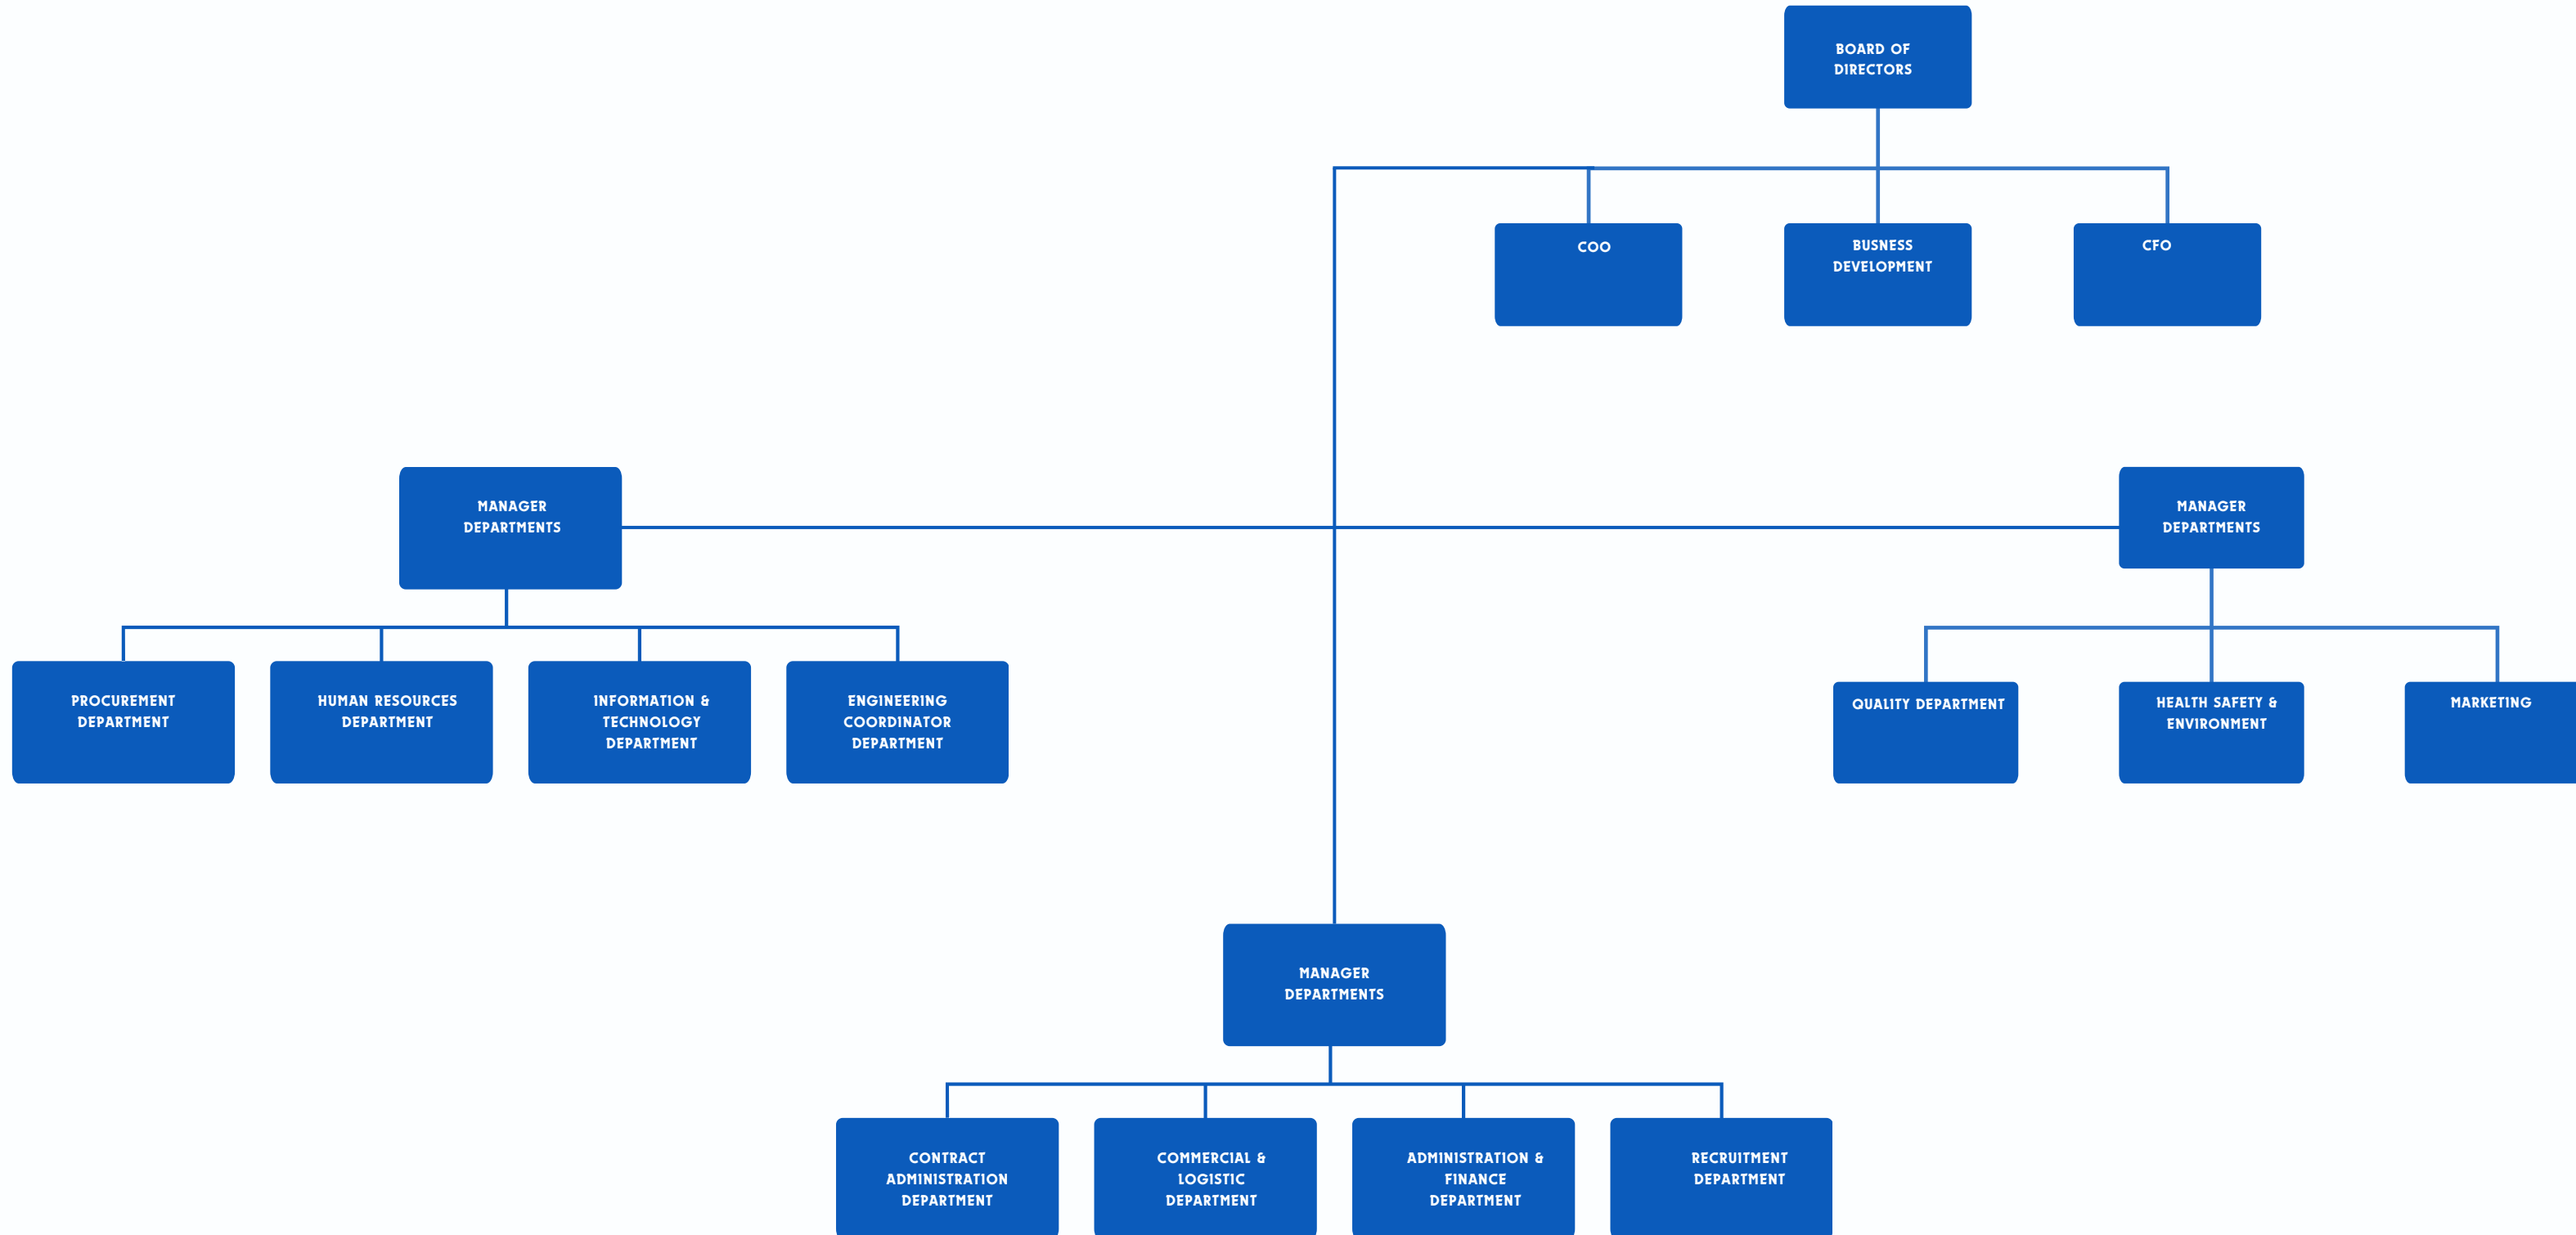 BOARD OF
DIRECTORS
COO
BUSNESS
DEVELOPMENT
CFO
MANAGER
DEPARTMENTS
MANAGER
DEPARTMENTS
PROCUREMENT
DEPARTMENT
HUMAN RESOURCES
DEPARTMENT
INFORMATION &
TECHNOLOGY
DEPARTMENT
ENGINEERING
COORDINATOR
DEPARTMENT
QUALITY DEPARTMENT
HEALTH SAFETY &
ENVIRONMENT
MARKETING
MANAGER
DEPARTMENTS
CONTRACT
ADMINISTRATION
DEPARTMENT
COMMERCIAL &
LOGISTIC
DEPARTMENT
ADMINISTRATION &
FINANCE
DEPARTMENT
RECRUITMENT
DEPARTMENT